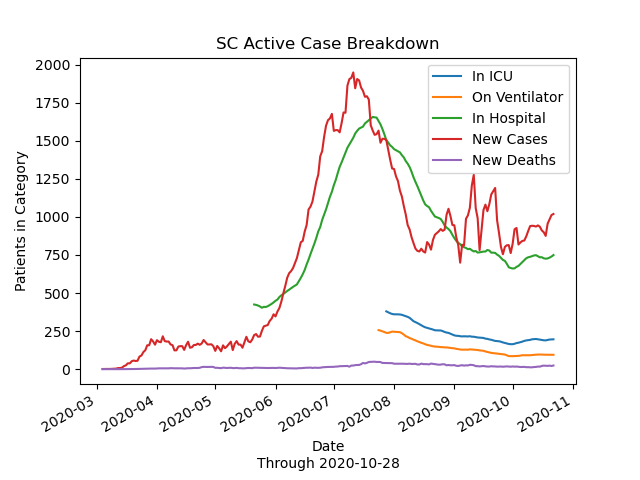 SC Active Case Breakdown
In ICU
On Ventilator
In Hospital
New Cases
New Deaths
Patients in Category
2000
1750
1500
1250
1000
750
500
250
0
2020-03
2020-04
2020-05
2020-06
2020-07
2020-08
2020-09
2020-10
2020-11
Date
Through 2020-10-28